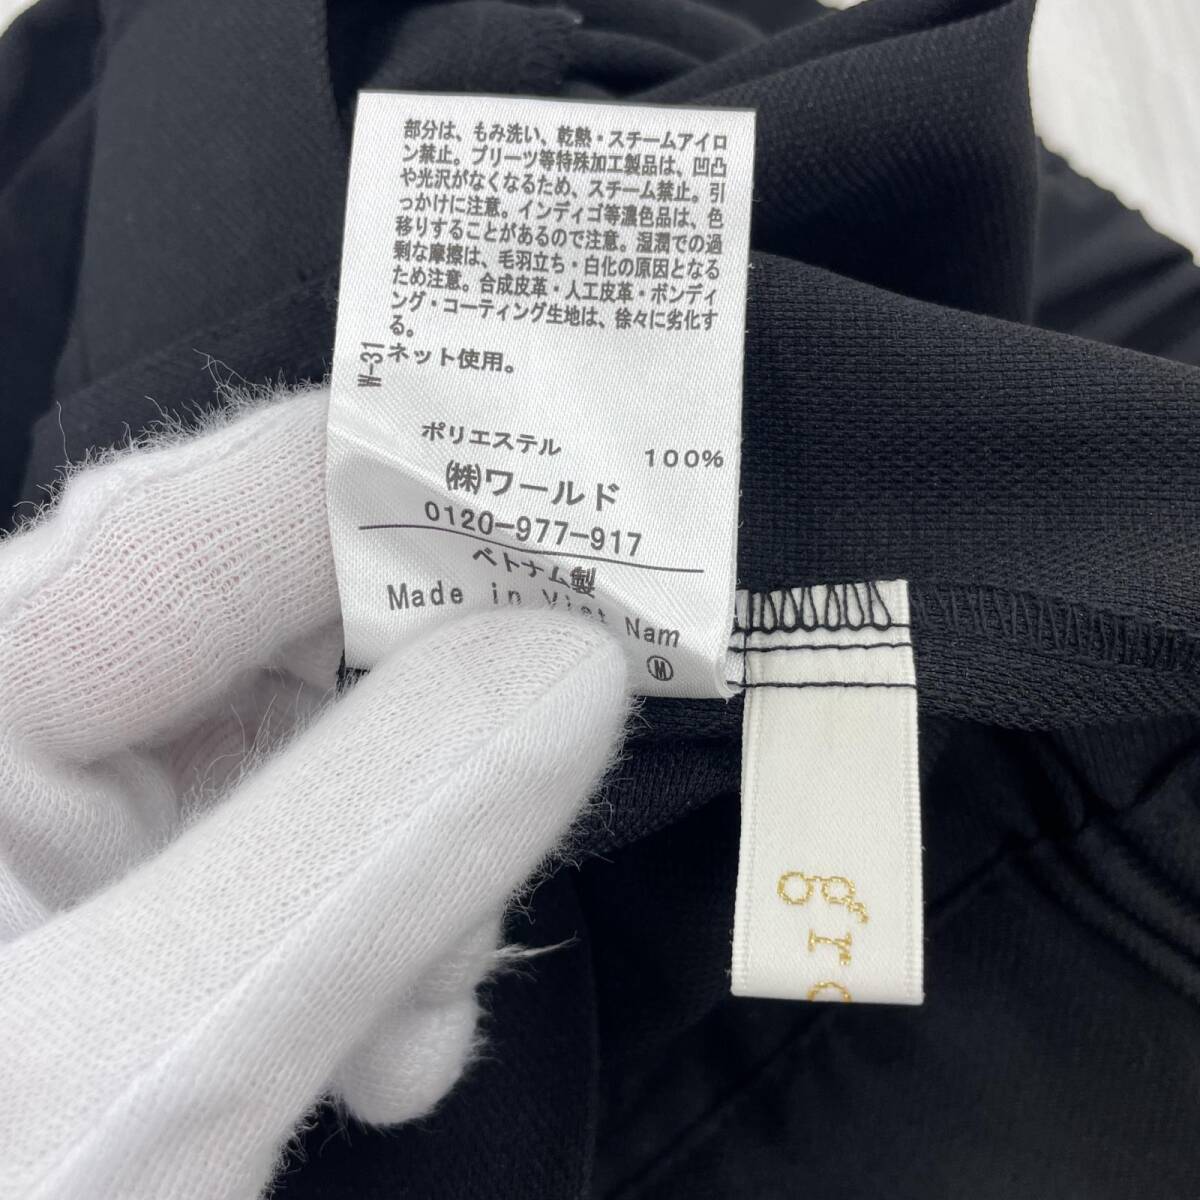 部分は、もみ洗い、乾熱・スチームアイロ
ン禁止。プリーツ等特殊加工製品は、凹凸
や光沢がなくなるため、スチーム禁止。引
っかけに注意。インディゴ等濃色品は、色
移りすることがあるので注意。湿潤での過
剰な摩擦は、毛羽立ち・白化の原因となる
ため注意。合成皮革・人工皮革・ボンディ
ング・コーティング生地は、徐々に劣化す
る。
ネット使用。
W-31
ポリエステル 100%
㈱ワールド
0120-977-917
ベトナム製
Made in Viet Nam
Ⓜ
gr